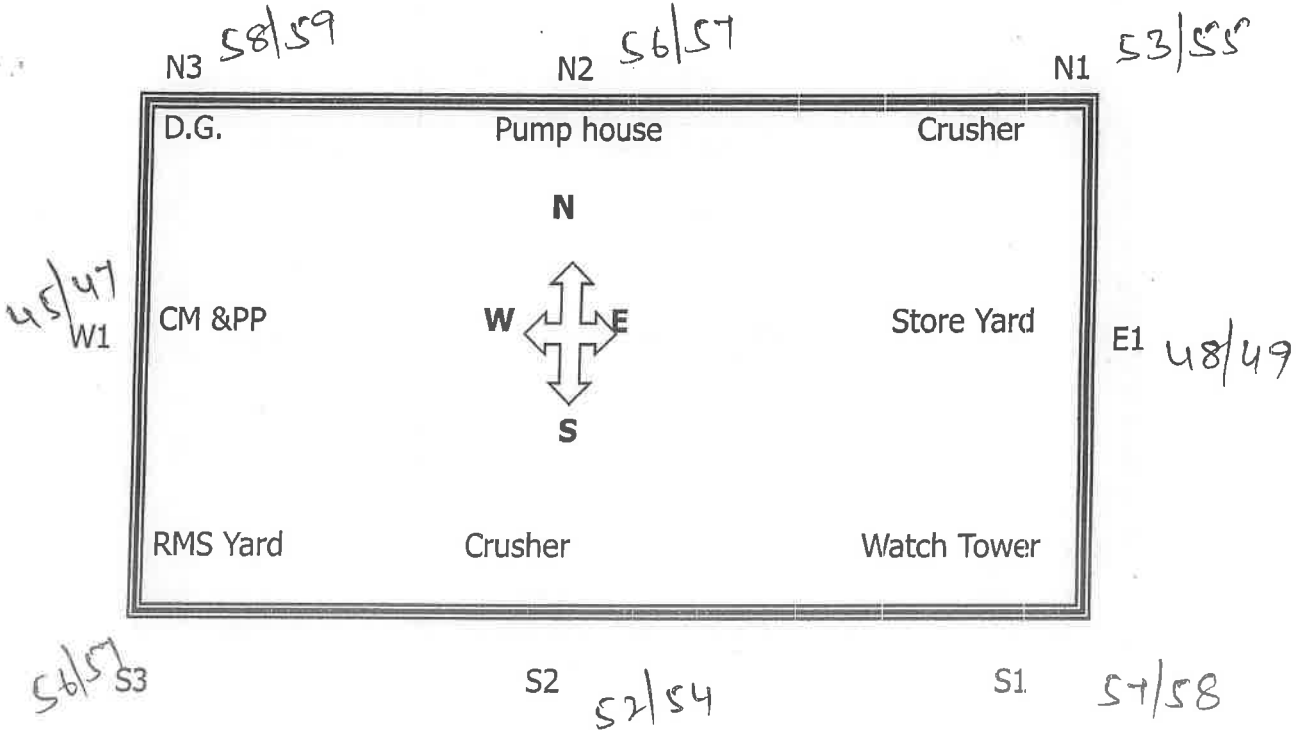 N3 58/59 N2 56/57 N1 53/55
D.G. Pump house Crusher
N
45/47
W1 CM &PP W E Store Yard E1 48/49
S
RMS Yard Crusher Watch Tower
56/57 S3 S2 52/54 S1 57/58